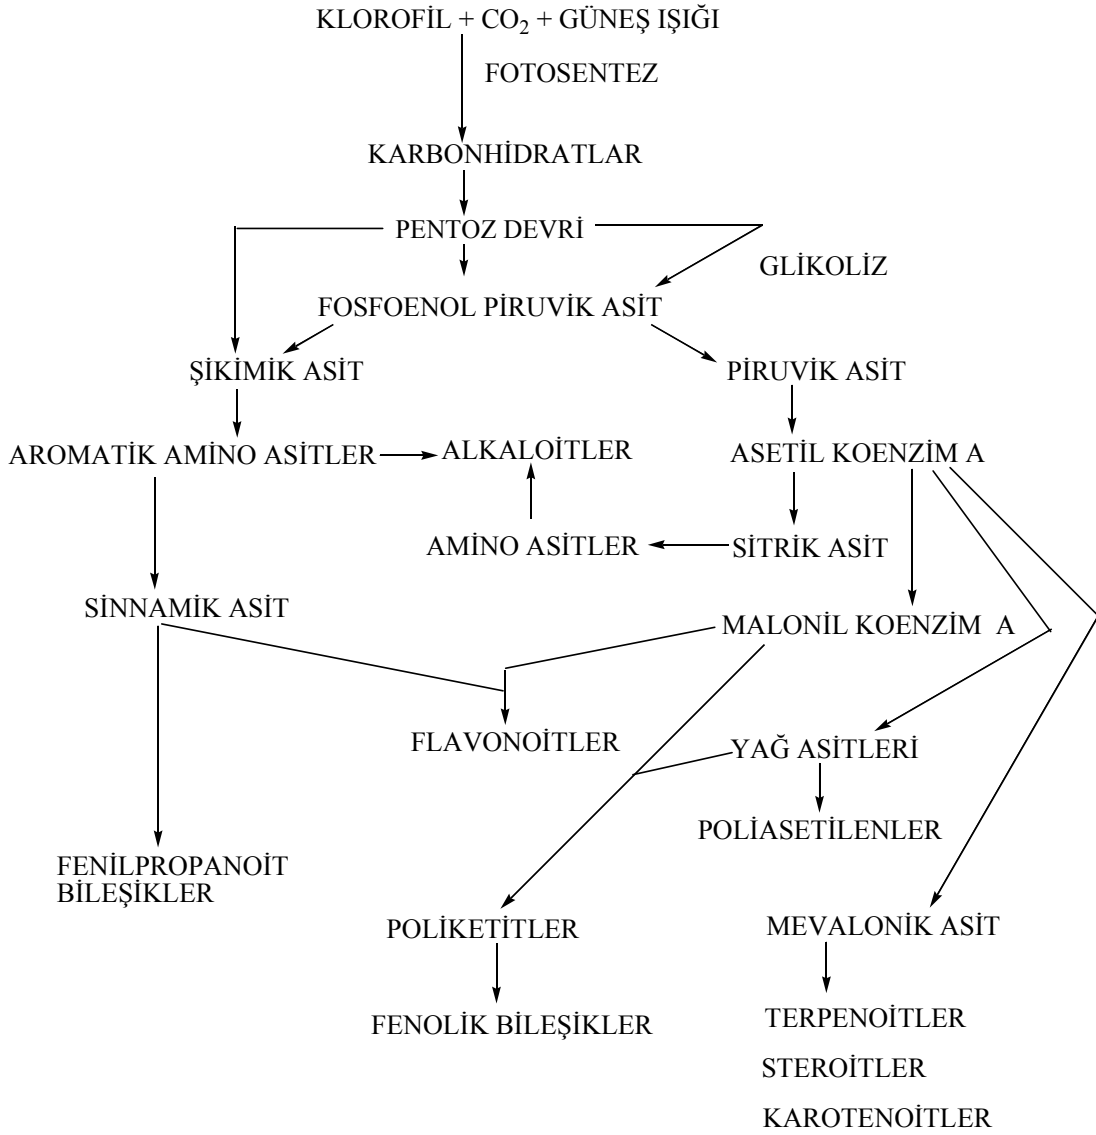 KLOROFİL + CO₂ + GÜNEŞ IŞIĞI
FOTOSENTEZ
KARBONHİDRATLAR
PENTOZ DEVRİ
GLİKOLİZ
FOSFOENOL PİRUVİK ASİT
ŞİKİMİK ASİT
PİRUVİK ASİT
AROMATİK AMİNO ASİTLER
ALKALOİTLER
ASETİL KOENZİM A
AMİNO ASİTLER
SİTRİK ASİT
SİNNAMİK ASİT
MALONİL KOENZİM A
FLAVONOİTLER
YAĞ ASİTLERİ
POLİASETİLENLER
FENİLPROPANOİT
BİLEŞİKLER
POLİKETİTLER
MEVALONİK ASİT
FENOLİK BİLEŞİKLER
TERPENOİTLER
STEROİTLER
KAROTENOİTLER